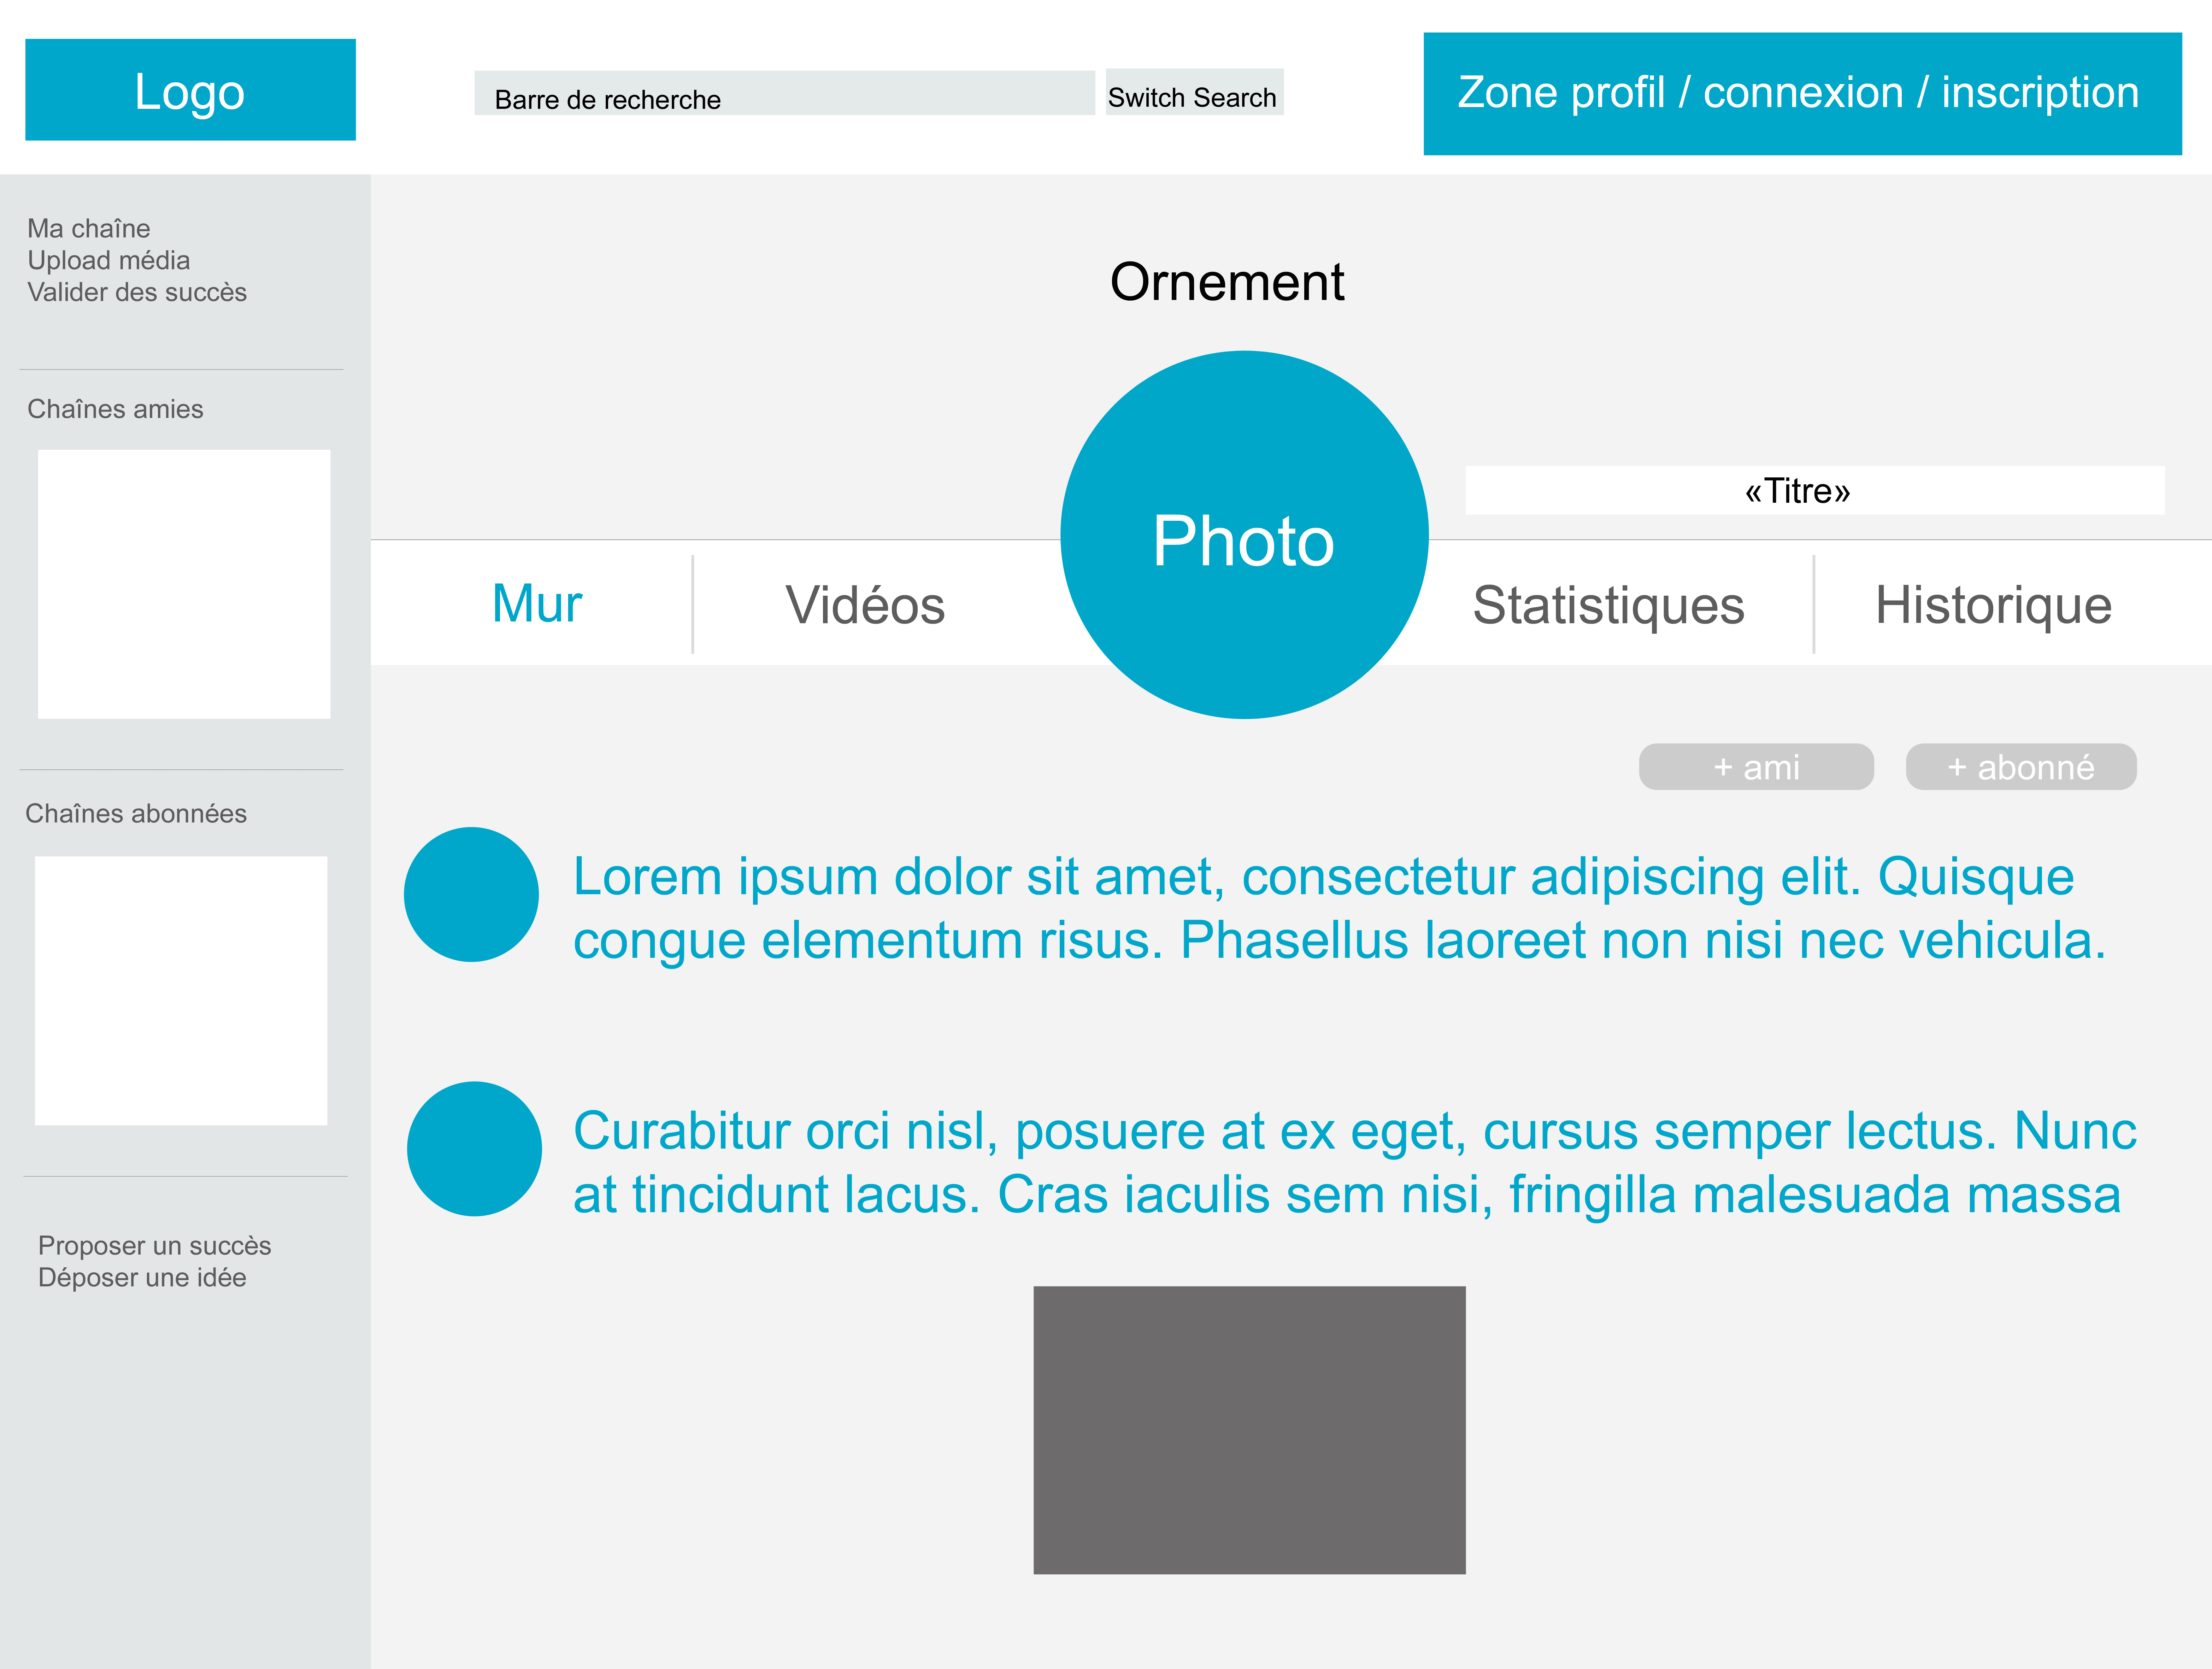 Logo
Barre de recherche
Switch Search
Zone profil / connexion / inscription
Ma chaîne
Upload média
Valider des succès
Chaînes amies
Chaînes abonnées
Proposer un succès
Déposer une idée
Ornement
Photo
«Titre»
Mur
Vidéos
Statistiques
Historique
+ ami
+ abonné
Lorem ipsum dolor sit amet, consectetur adipiscing elit. Quisque
congue elementum risus. Phasellus laoreet non nisi nec vehicula.
Curabitur orci nisl, posuere at ex eget, cursus semper lectus. Nunc
at tincidunt lacus. Cras iaculis sem nisi, fringilla malesuada massa